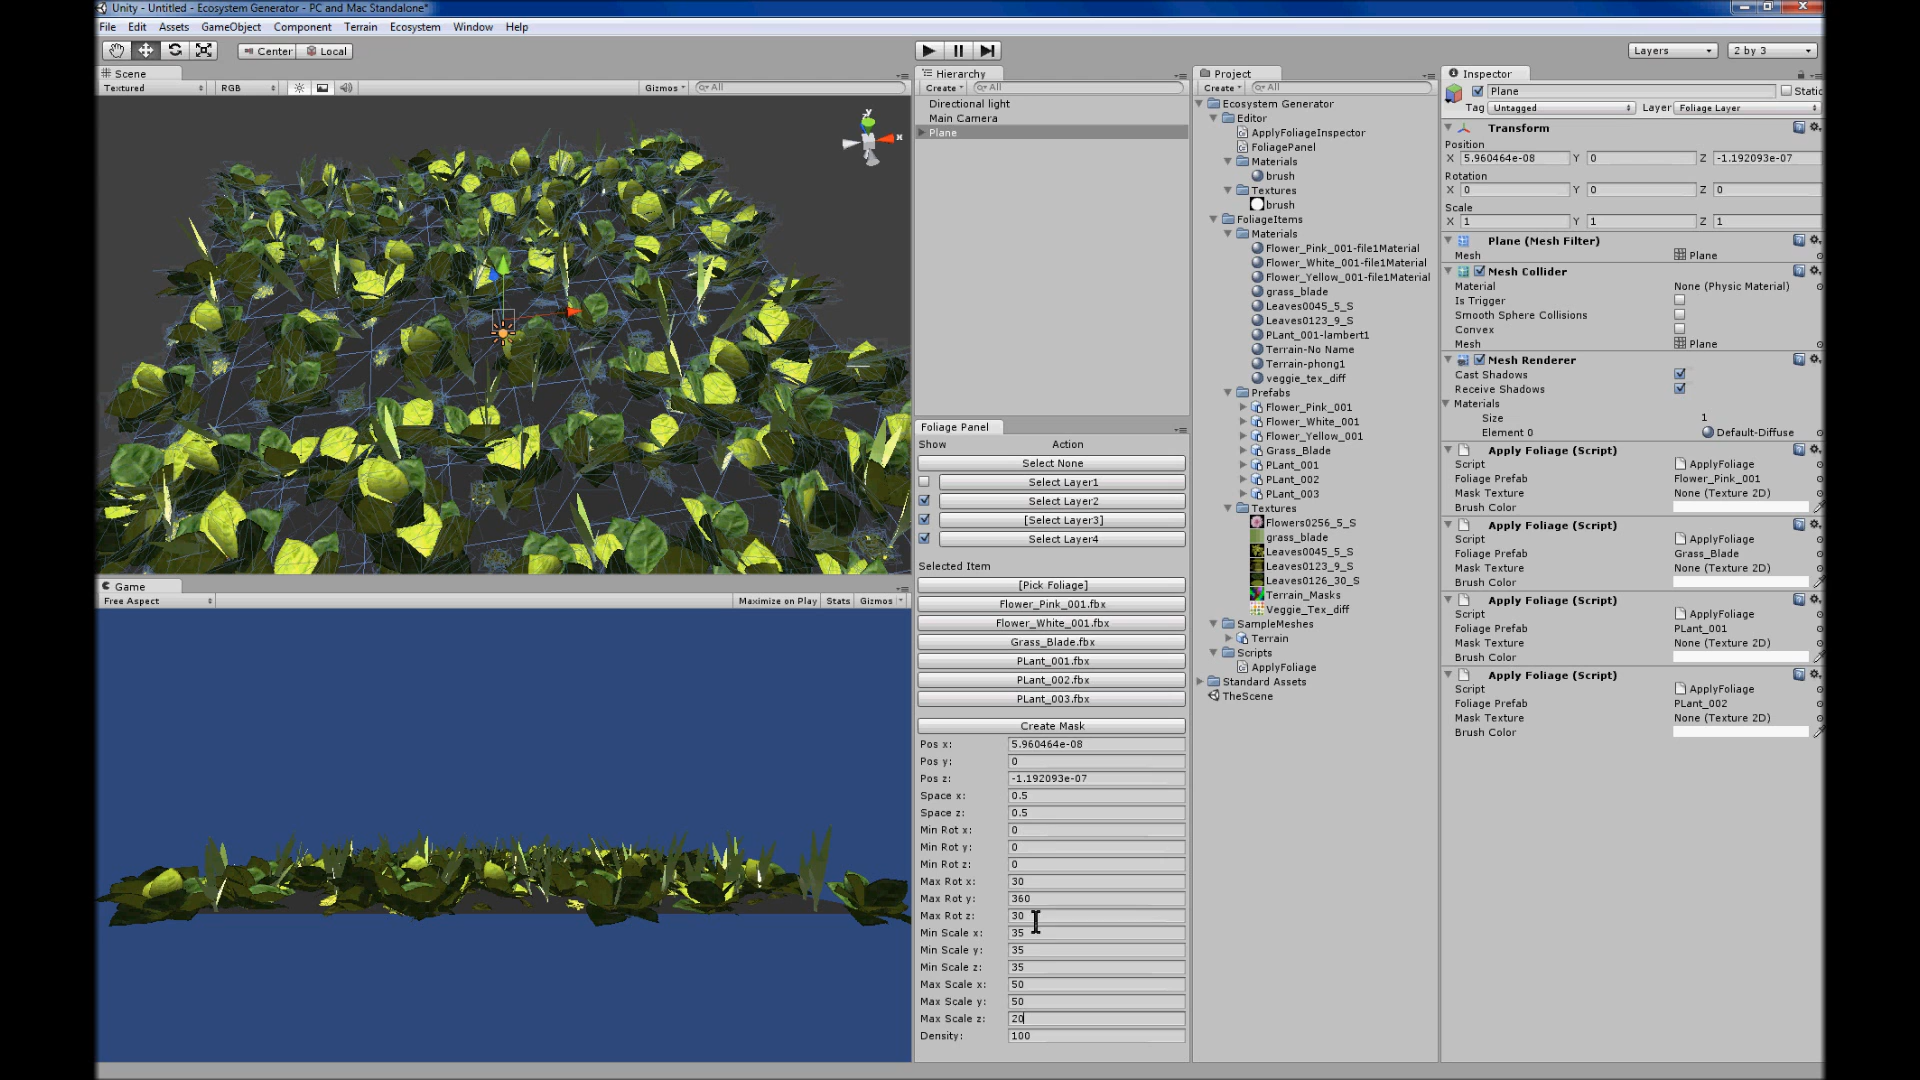 Unity - Untitled - Ecosystem Generator - PC and Mac Standalone*
File Edit Assets GameObject Component Terrain Ecosystem Window Help
Center Local
Layers
2 by 3
Scene
Textured RGB Gizmos All
Y
x
Game
Free Aspect Maximize on Play Stats Gizmos
Hierarchy
Create All
Directional light
Main Camera
Plane
Foliage Panel
Show Action
Select None
Select Layer1
Select Layer2
[Select Layer3]
Select Layer4
Selected Item
[Pick Foliage]
Flower_Pink_001.fbx
Flower_White_001.fbx
Grass_Blade.fbx
PLant_001.fbx
PLant_002.fbx
PLant_003.fbx
Create Mask
Pos x: 5.960464e-08
Pos y: 0
Pos z: -1.192093e-07
Space x: 0.5
Space z: 0.5
Min Rot x: 0
Min Rot y: 0
Min Rot z: 0
Max Rot x: 30
Max Rot y: 360
Max Rot z: 30
Min Scale x: 35
Min Scale y: 35
Min Scale z: 35
Max Scale x: 50
Max Scale y: 50
Max Scale z: 20
Density: 100
Project
Create All
Ecosystem Generator
Editor
ApplyFoliageInspector
FoliagePanel
Materials
brush
Textures
brush
FoliageItems
Materials
Flower_Pink_001-file1Material
Flower_White_001-file1Material
Flower_Yellow_001-file1Material
grass_blade
Leaves0045_5_S
Leaves0123_9_S
PLant_001-lambert1
Terrain-No Name
Terrain-phong1
veggie_tex_diff
Prefabs
Flower_Pink_001
Flower_White_001
Flower_Yellow_001
Grass_Blade
PLant_001
PLant_002
PLant_003
Textures
Flowers0256_5_S
grass_blade
Leaves0045_5_S
Leaves0123_9_S
Leaves0126_30_S
Terrain_Masks
Veggie_Tex_diff
SampleMeshes
Terrain
Scripts
ApplyFoliage
Standard Assets
TheScene
Inspector
Plane Static
Tag Untagged Layer Foliage Layer
Transform
Position
X 5.960464e-08 Y 0 Z -1.192093e-07
Rotation
X 0 Y 0 Z 0
Scale
X 1 Y 1 Z 1
Plane (Mesh Filter)
Mesh Plane
Mesh Collider
Material None (Physic Material)
Is Trigger
Smooth Sphere Collisions
Convex
Mesh Plane
Mesh Renderer
Cast Shadows
Receive Shadows
Materials
Size 1
Element 0 Default-Diffuse
Apply Foliage (Script)
Script ApplyFoliage
Foliage Prefab Flower_Pink_001
Mask Texture None (Texture 2D)
Brush Color
Apply Foliage (Script)
Script ApplyFoliage
Foliage Prefab Grass_Blade
Mask Texture None (Texture 2D)
Brush Color
Apply Foliage (Script)
Script ApplyFoliage
Foliage Prefab PLant_001
Mask Texture None (Texture 2D)
Brush Color
Apply Foliage (Script)
Script ApplyFoliage
Foliage Prefab PLant_002
Mask Texture None (Texture 2D)
Brush Color